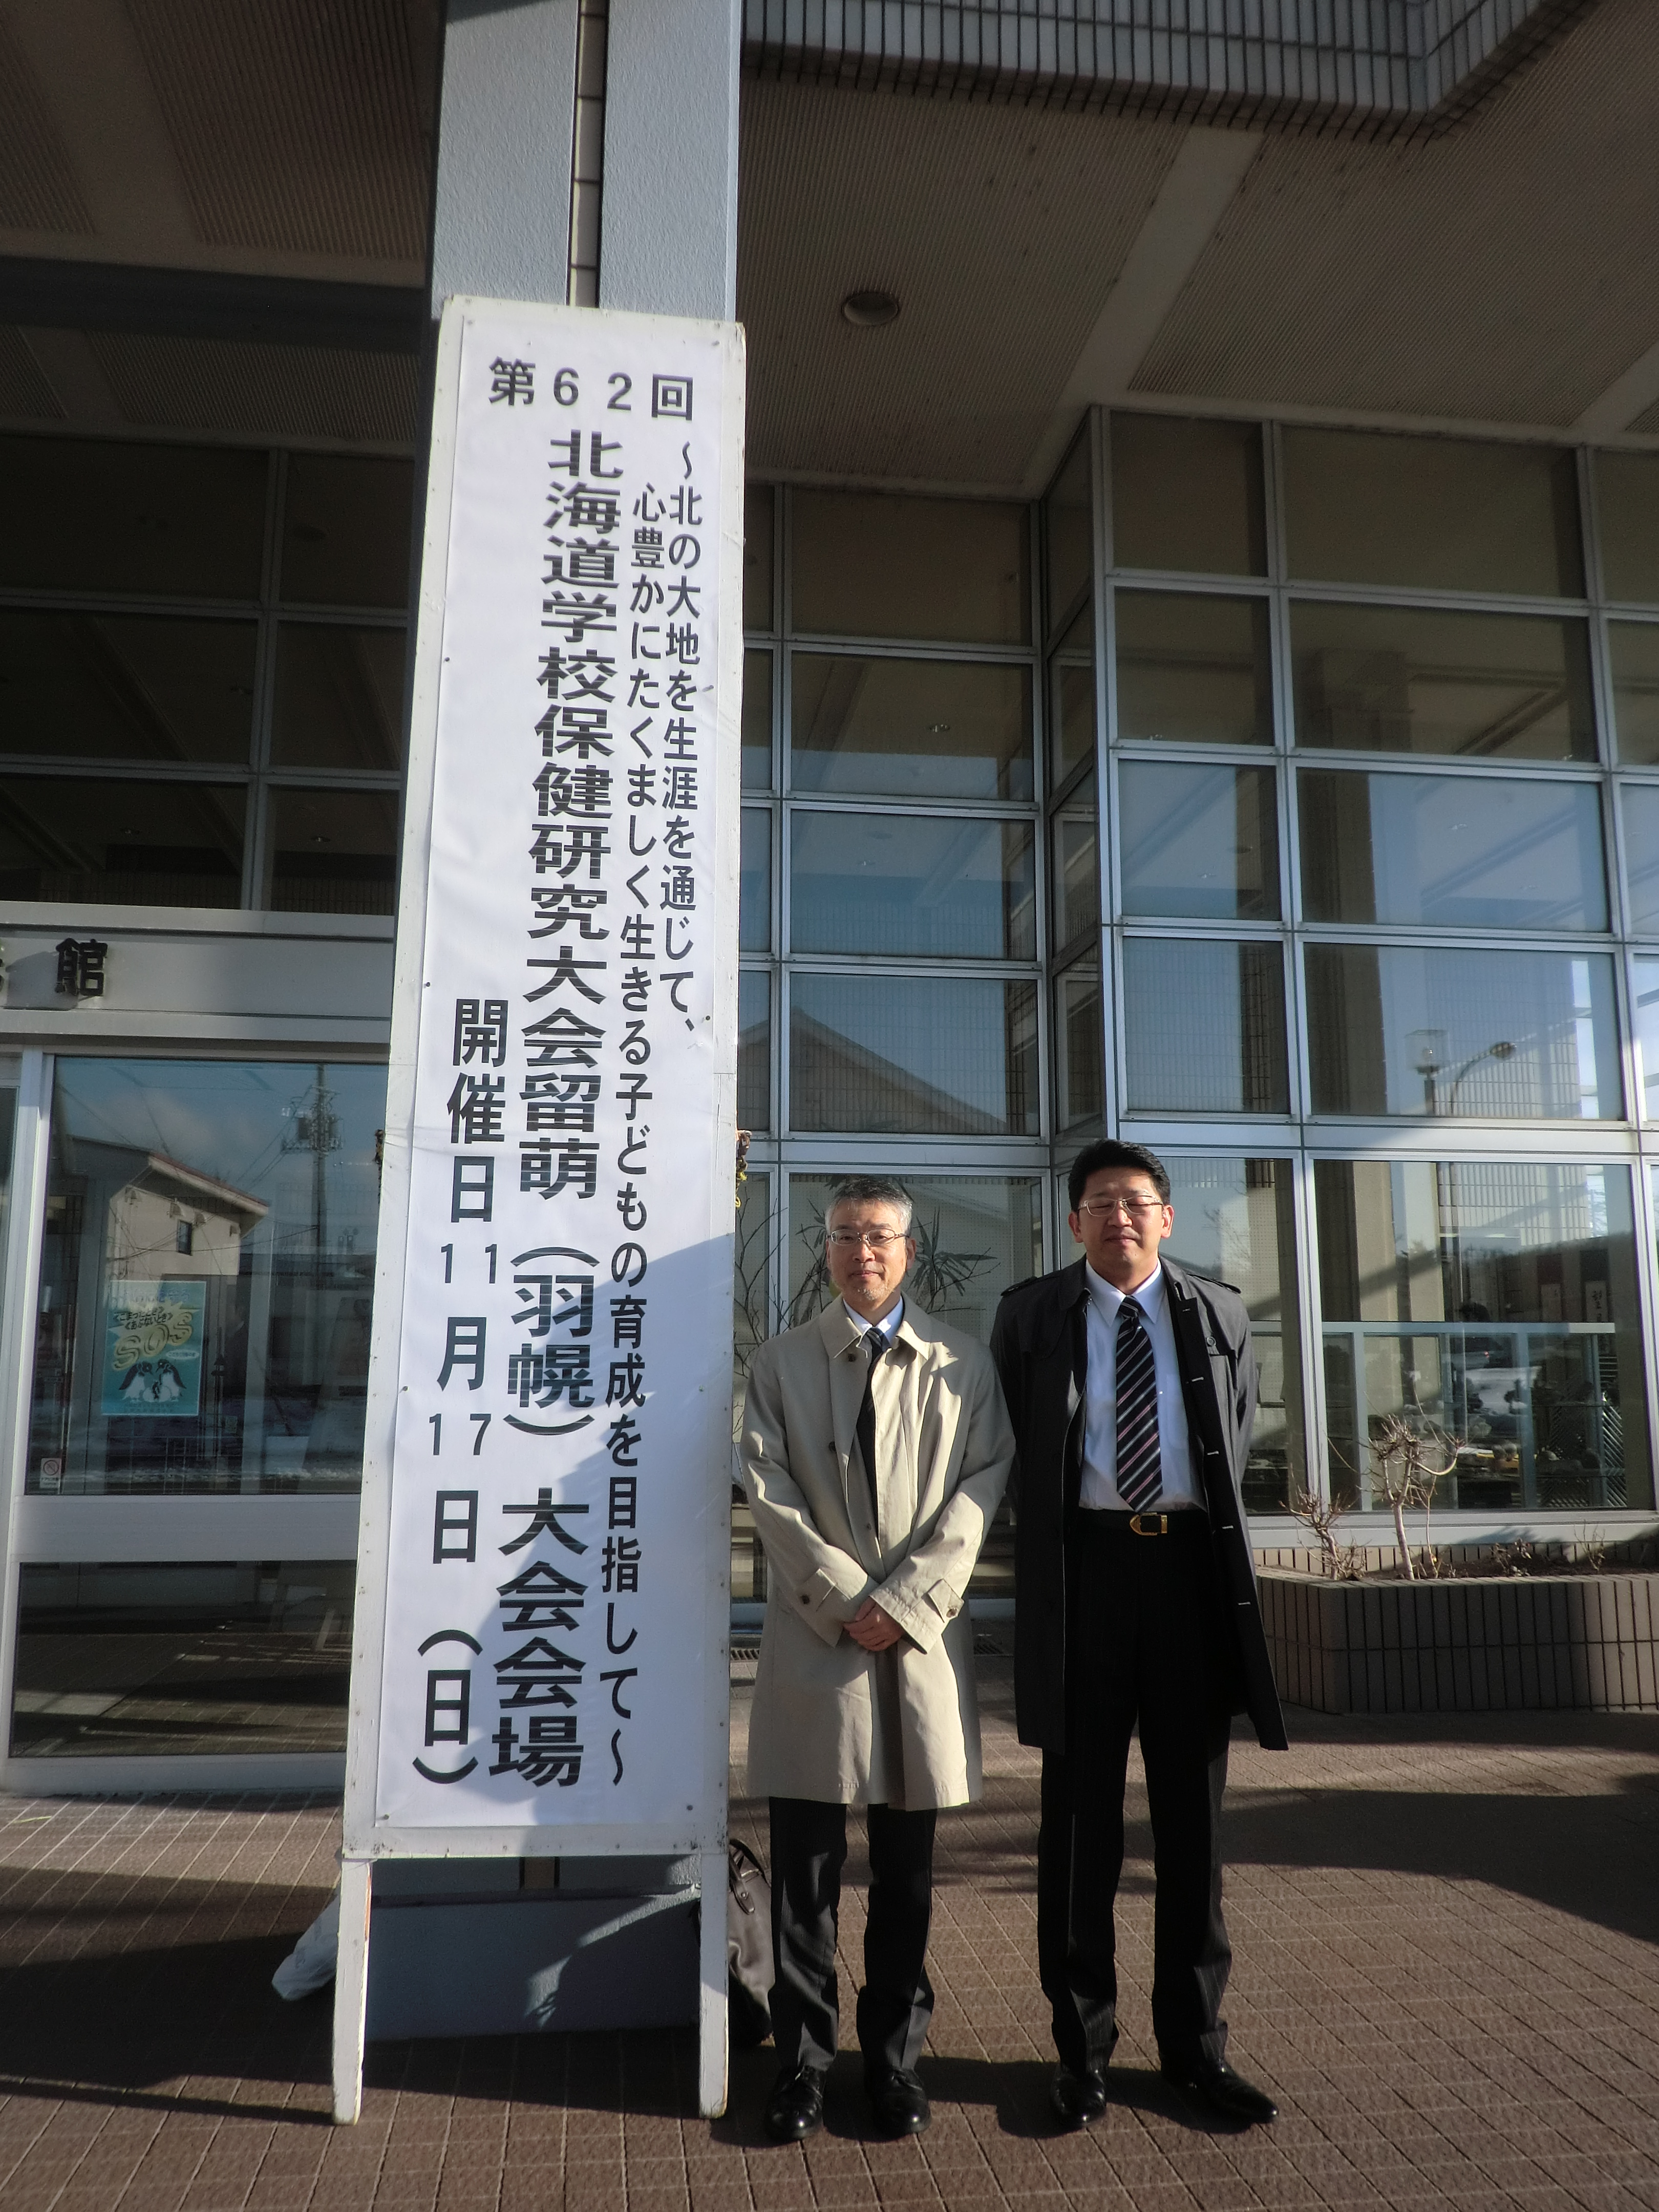 第62回
～北の大地を生涯を通じて、
心豊かにたくましく生きる子どもの育成を目指して～
北海道学校保健研究大会留萌（羽幌）大会会場
開催日11月17日（日）
館
SOS